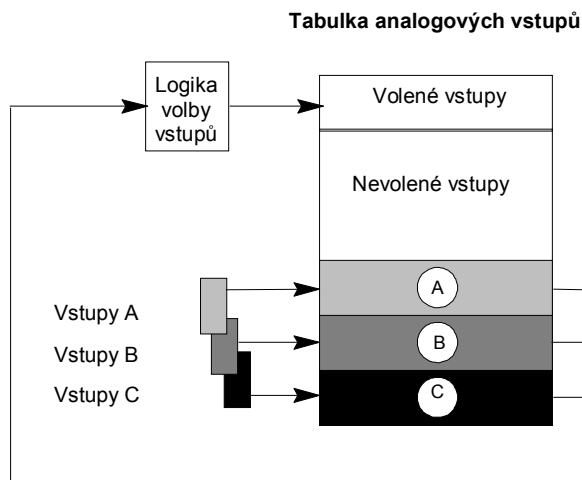 Tabulka analogových vstupů
Logika
volby
vstupů
Volené vstupy
Nevolené vstupy
Vstupy A
Vstupy B
Vstupy C
A
B
C